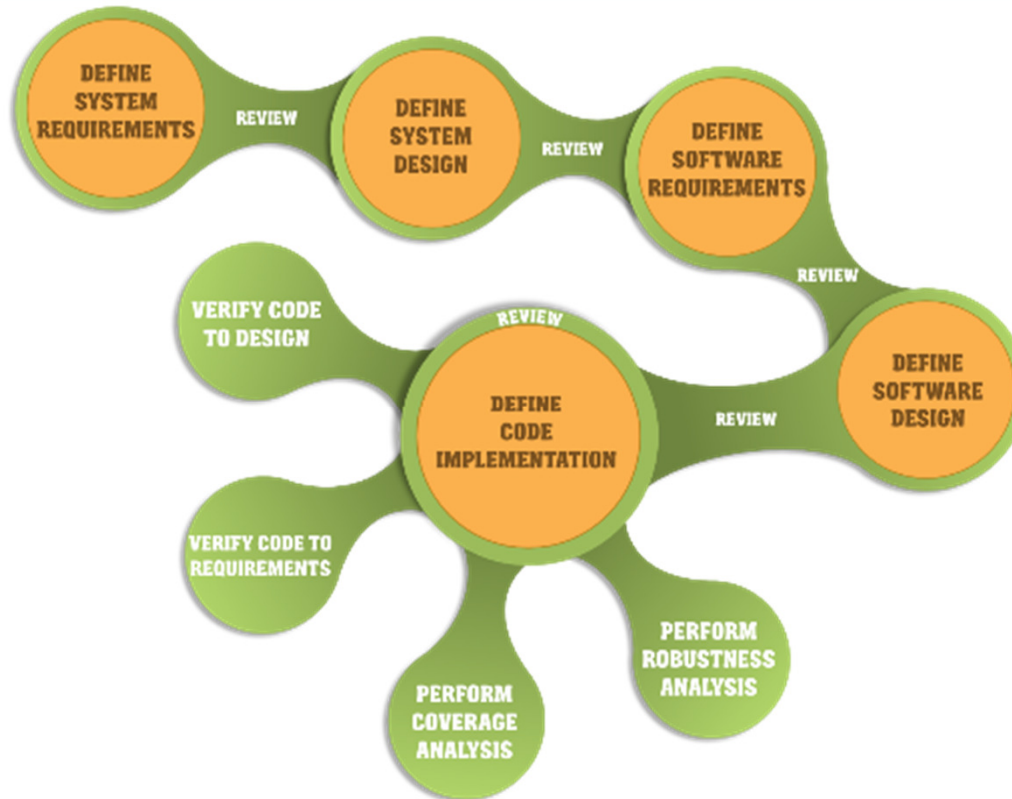 DEFINE
SYSTEM
REQUIREMENTS
REVIEW
DEFINE
SYSTEM
DESIGN
REVIEW
DEFINE
SOFTWARE
REQUIREMENTS
REVIEW
DEFINE
SOFTWARE
DESIGN
REVIEW
REVIEW
DEFINE
CODE
IMPLEMENTATION
VERIFY CODE
TO DESIGN
VERIFY CODE TO
REQUIREMENTS
PERFORM
COVERAGE
ANALYSIS
PERFORM
ROBUSTNESS
ANALYSIS